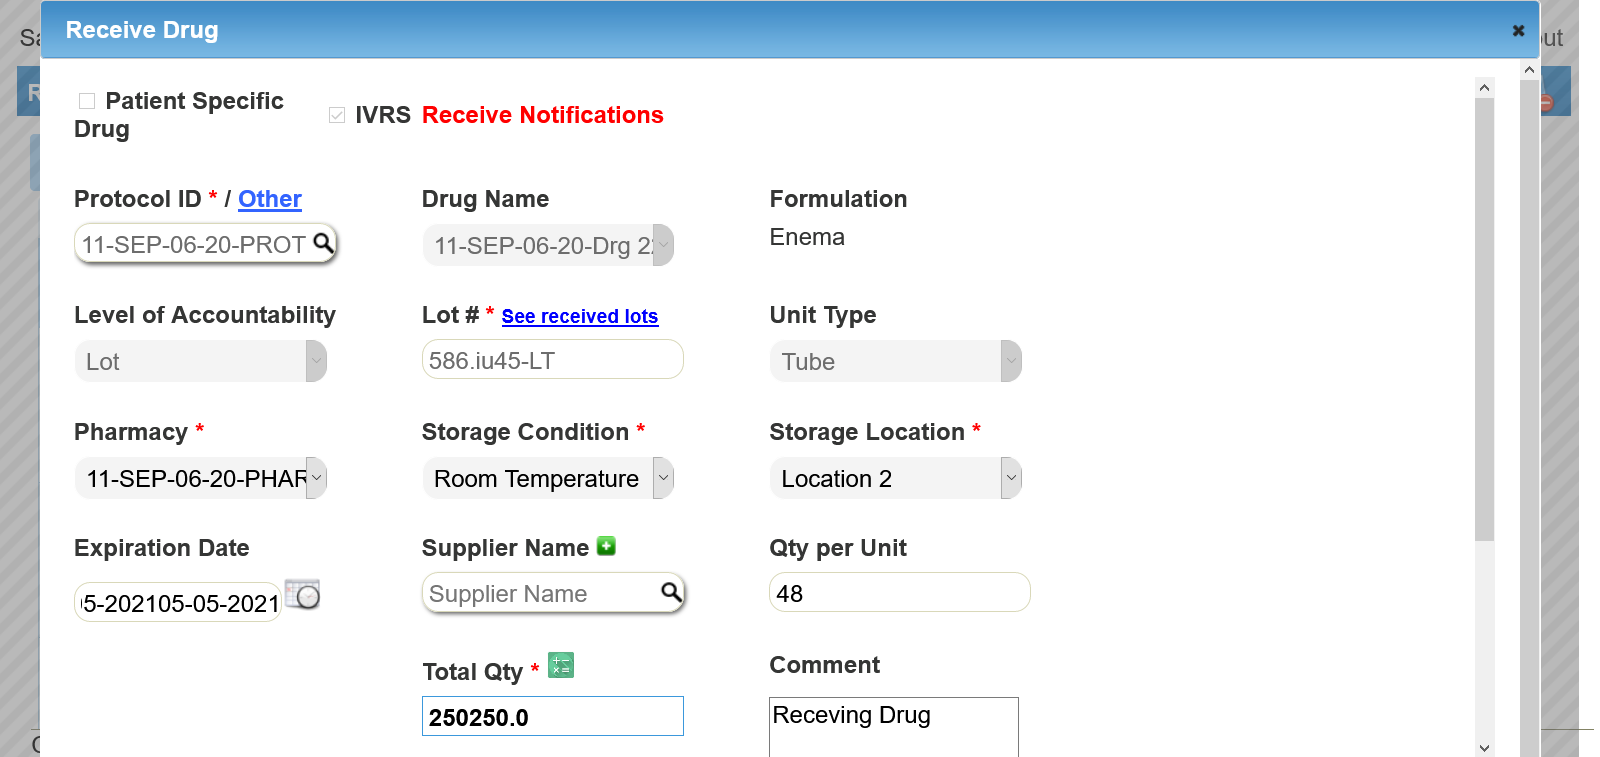 Receive Drug
Patient Specific Drug
IVRS Receive Notifications
Protocol ID * / Other
Drug Name
Formulation
11-SEP-06-20-PROT
11-SEP-06-20-Drg 22
Enema
Level of Accountability
Lot # * See received lots
Unit Type
Lot
586.iu45-LT
Tube
Pharmacy *
Storage Condition *
Storage Location *
11-SEP-06-20-PHAR
Room Temperature
Location 2
Expiration Date
Supplier Name
Qty per Unit
5-202105-05-2021
Supplier Name
48
Total Qty *
Comment
250250.0
Receving Drug